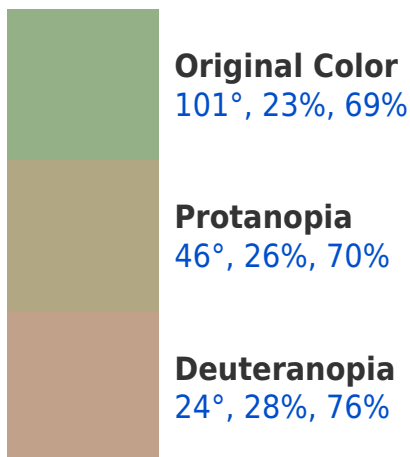 Original Color
101°, 23%, 69%
Protanopia
46°, 26%, 70%
Deuteranopia
24°, 28%, 76%